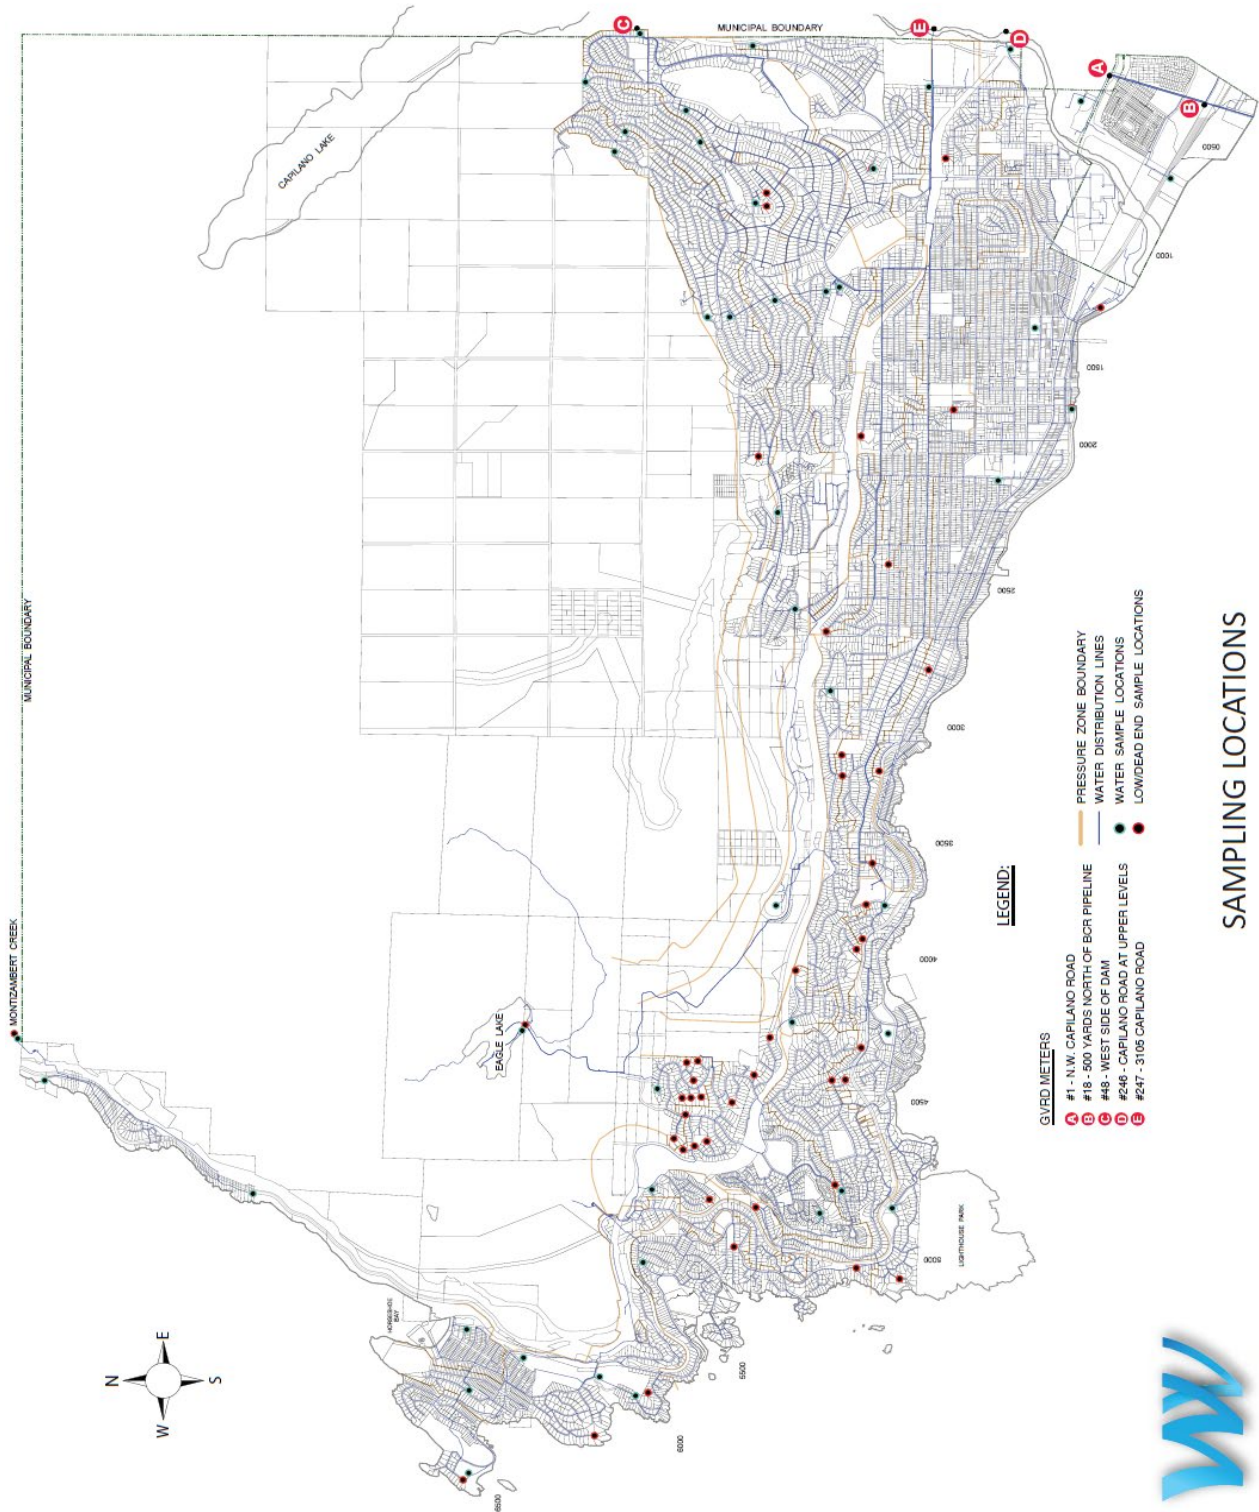 MUNICIPAL BOUNDARY
MONTIZAMBERT CREEK
MUNICIPAL BOUNDARY
CAPILANO LAKE
EAGLE LAKE
HORSESHOE
BAY
LIGHTHOUSE PARK
N
W
E
S
C
E
D
A
B
6500
6000
5500
5000
4500
4000
3500
3000
2500
2000
1500
1000
0500
LEGEND:
GVRD METERS
A #1 - N.W. CAPILANO ROAD
B #18 - 500 YARDS NORTH OF BCR PIPELINE
C #48 - WEST SIDE OF DAM
D #246 - CAPILANO ROAD AT UPPER LEVELS
E #247 - 3105 CAPILANO ROAD
PRESSURE ZONE BOUNDARY
WATER DISTRIBUTION LINES
WATER SAMPLE LOCATIONS
LOW/DEAD END SAMPLE LOCATIONS
SAMPLING LOCATIONS